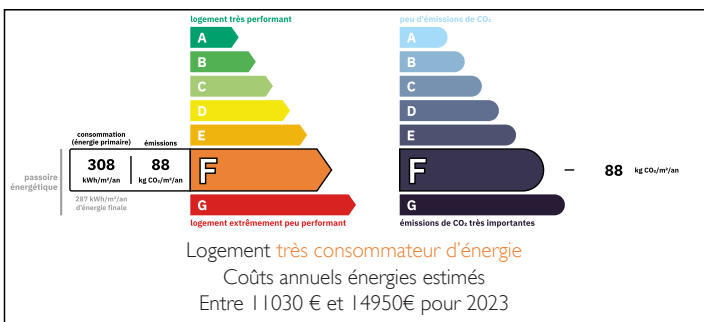 logement très performant
A
B
C
D
E
consommation
(énergie primaire)
émissions
308
kWh/m²/an
88
kg CO₂/m²/an
F
passoire
énergétique
287 kWh/m²/an
d'énergie finale
G
logement extrêmement peu performant
peu d'émissions de CO₂
A
B
C
D
E
F
88 kg CO₂/m²/an
G
émissions de CO₂ très importantes
Logement très consommateur d'énergie
Coûts annuels énergies estimés
Entre 11030 € et 14950€ pour 2023